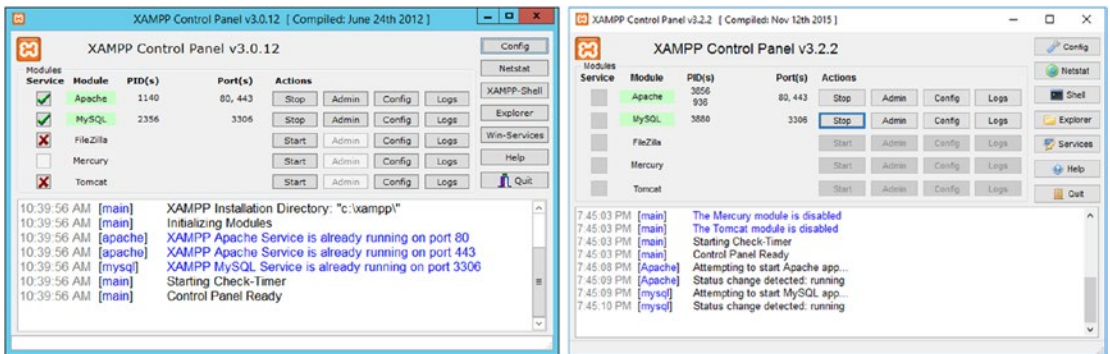 XAMPP Control Panel v3.0.12 [ Compiled: June 24th 2012 ]
XAMPP Control Panel v3.0.12
Config
Modules
Netstat
Service Module PID(s) Port(s) Actions
XAMPP-Shell
Apache 1140 80, 443 Stop Admin Config Logs
Explorer
MySQL 2356 3306 Stop Admin Config Logs
Win-Services
FileZilla Start Admin Config Logs
Help
Mercury Start Admin Config Logs
Quit
Tomcat Start Admin Config Logs
10:39:56 AM [main] XAMPP Installation Directory: "c:\xampp\"
10:39:56 AM [main] Initializing Modules
10:39:56 AM [apache] XAMPP Apache Service is already running on port 80
10:39:56 AM [apache] XAMPP Apache Service is already running on port 443
10:39:56 AM [mysql] XAMPP MySQL Service is already running on port 3306
10:39:56 AM [main] Starting Check-Timer
10:39:56 AM [main] Control Panel Ready
XAMPP Control Panel v3.2.2 [ Compiled: Nov 12th 2015 ]
XAMPP Control Panel v3.2.2
Config
Modules
Netstat
Service Module PID(s) Port(s) Actions
Shell
Apache 3856 936 80, 443 Stop Admin Config Logs
Explorer
MySQL 3880 3306 Stop Admin Config Logs
Services
FileZilla Start Admin Config Logs
Help
Mercury Start Admin Config Logs
Quit
Tomcat Start Admin Config Logs
7:45:03 PM [main] The Mercury module is disabled
7:45:03 PM [main] The Tomcat module is disabled
7:45:03 PM [main] Starting Check-Timer
7:45:03 PM [main] Control Panel Ready
7:45:08 PM [Apache] Attempting to start Apache app...
7:45:09 PM [Apache] Status change detected: running
7:45:09 PM [mysql] Attempting to start MySQL app...
7:45:10 PM [mysql] Status change detected: running